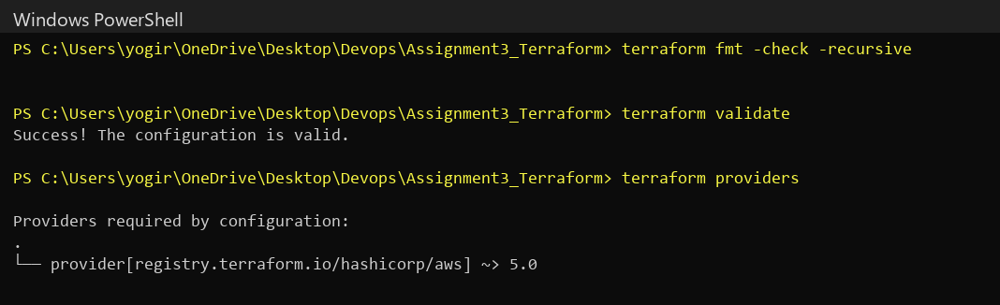 Windows PowerShell
PS C:\Users\yogir\OneDrive\Desktop\Devops\Assignment3_Terraform> terraform fmt -check -recursive
PS C:\Users\yogir\OneDrive\Desktop\Devops\Assignment3_Terraform> terraform validate
Success! The configuration is valid.
PS C:\Users\yogir\OneDrive\Desktop\Devops\Assignment3_Terraform> terraform providers
Providers required by configuration:
.
└── provider[registry.terraform.io/hashicorp/aws] ~> 5.0